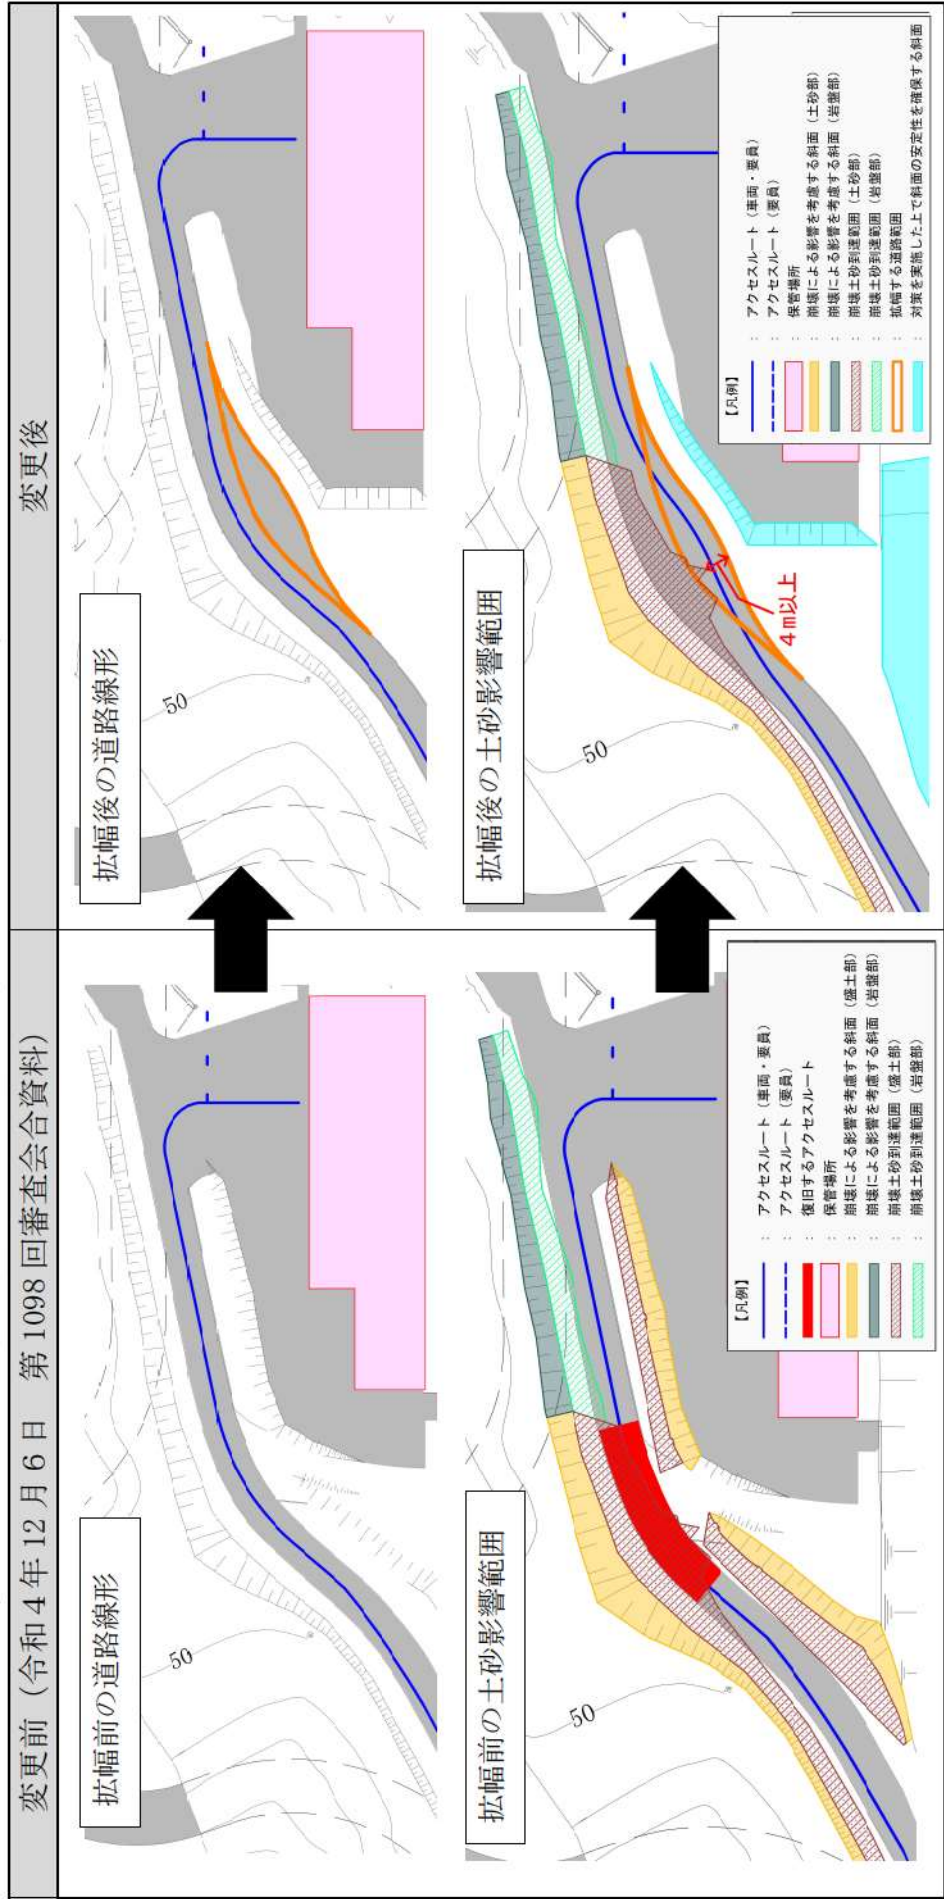 変更前（令和４年12月６日　第1098回審査会合資料）
変更後
拡幅前の道路線形
50
拡幅後の道路線形
50
拡幅前の土砂影響範囲
50
【凡例】
： アクセスルート（車両・要員）
： アクセスルート（要員）
： 復旧するアクセスルート
： 保管場所
： 崩壊による影響を考慮する斜面（盛土部）
： 崩壊による影響を考慮する斜面（岩盤部）
： 崩壊土砂到達範囲（盛土部）
： 崩壊土砂到達範囲（岩盤部）
拡幅後の土砂影響範囲
50
４ｍ以上
【凡例】
： アクセスルート（車両・要員）
： アクセスルート（要員）
： 保管場所
： 崩壊による影響を考慮する斜面（土砂部）
： 崩壊による影響を考慮する斜面（岩盤部）
： 崩壊土砂到達範囲（土砂部）
： 崩壊土砂到達範囲（岩盤部）
： 拡幅する道路範囲
： 対策を実施した上で斜面の安定性を確保する斜面